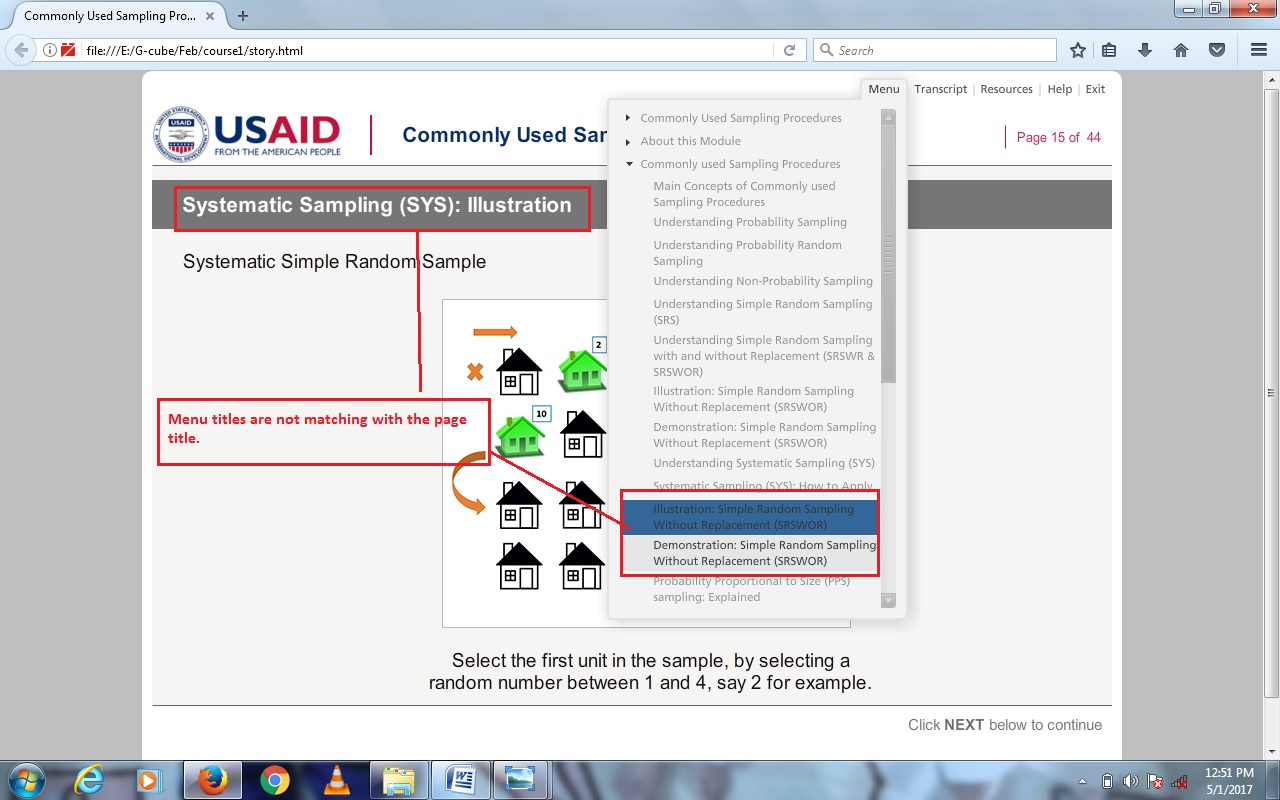 Commonly Used Sampling Pro...
file:///E:/G-cube/Feb/course1/story.html
Search
Menu
Transcript | Resources | Help | Exit
USAID
FROM THE AMERICAN PEOPLE
Commonly Used Sar
Page 15 of 44
Systematic Sampling (SYS): Illustration
Systematic Simple Random Sample
2
10
Menu titles are not matching with the page
title.
Commonly Used Sampling Procedures
About this Module
Commonly used Sampling Procedures
Main Concepts of Commonly used
Sampling Procedures
Understanding Probability Sampling
Understanding Probability Random
Sampling
Understanding Non-Probability Sampling
Understanding Simple Random Sampling
(SRS)
Understanding Simple Random Sampling
with and without Replacement (SRSWR &
SRSWOR)
Illustration: Simple Random Sampling
Without Replacement (SRSWOR)
Demonstration: Simple Random Sampling
Without Replacement (SRSWOR)
Understanding Systematic Sampling (SYS)
Systematic Sampling (SYS): How to Apply
Illustration: Simple Random Sampling
Without Replacement (SRSWOR)
Demonstration: Simple Random Sampling
Without Replacement (SRSWOR)
Probability Proportional to Size (PPS)
sampling: Explained
Select the first unit in the sample, by selecting a
random number between 1 and 4, say 2 for example.
Click NEXT below to continue
12:51 PM
5/1/2017